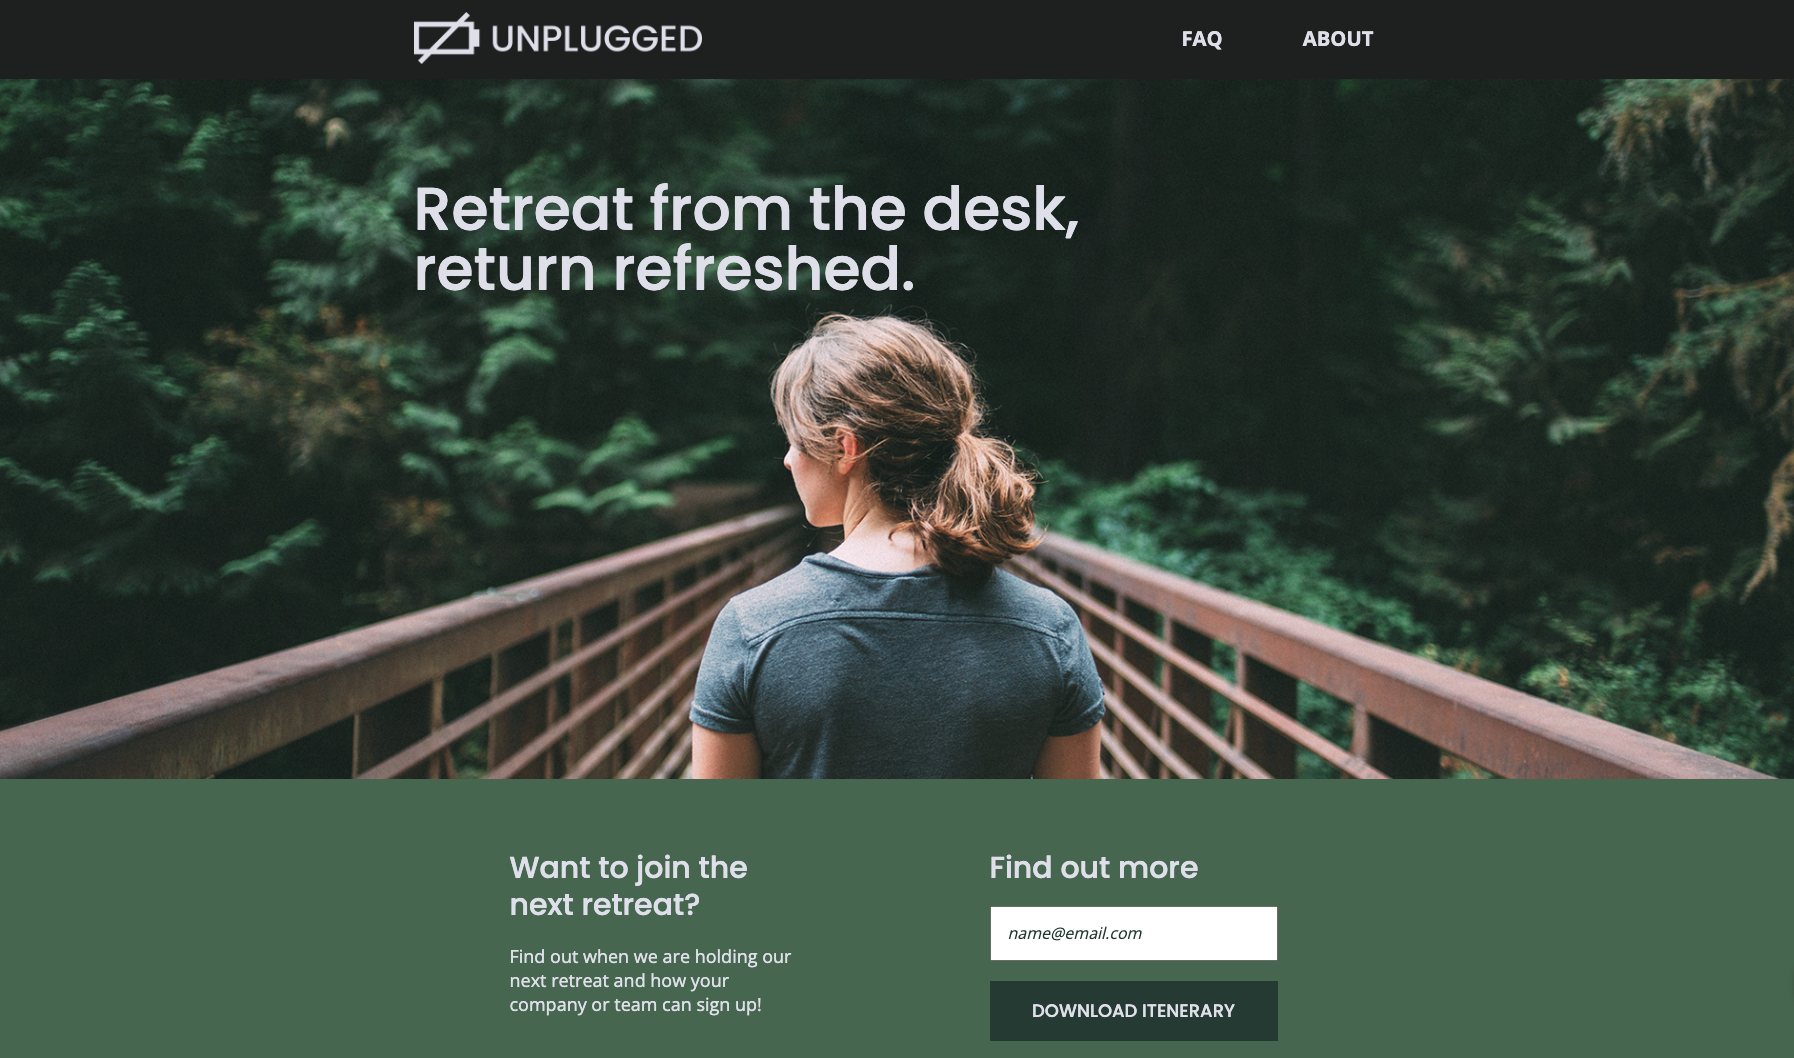 UNPLUGGED
FAQ
ABOUT
Retreat from the desk,
return refreshed.
Want to join the
next retreat?
Find out when we are holding our
next retreat and how your
company or team can sign up!
Find out more
name@email.com
DOWNLOAD ITENERARY